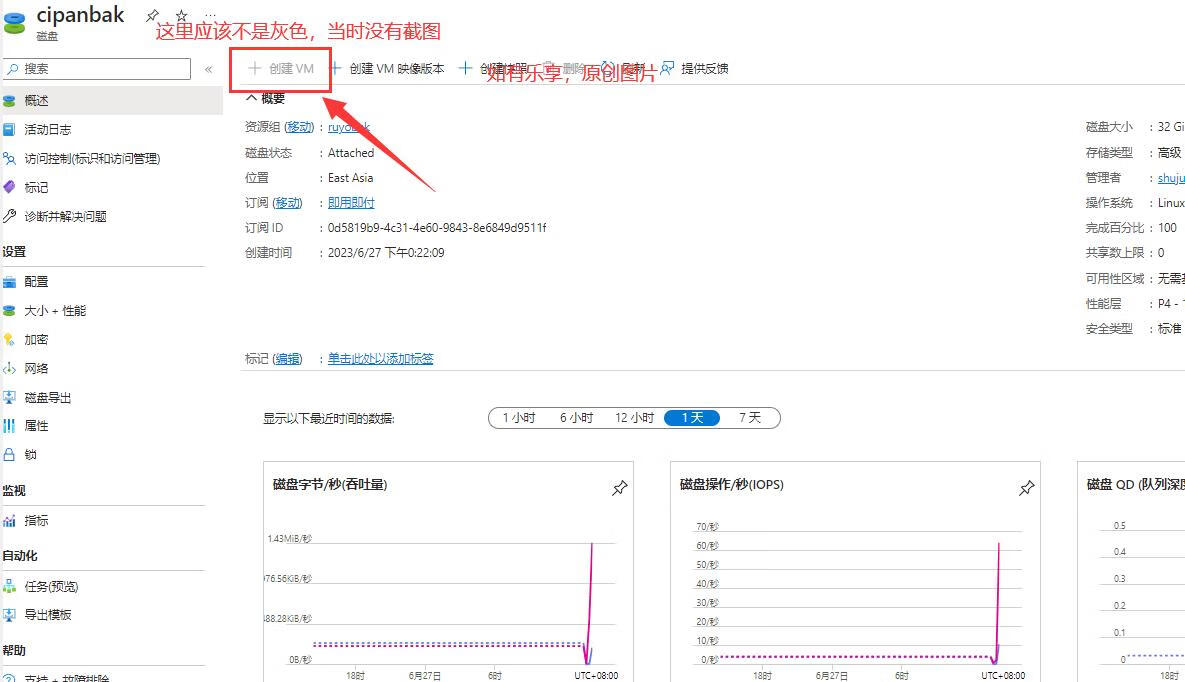 cipanbak
磁盘
这里应该不是灰色，当时没有截图
搜索
«
创建 VM
创建 VM 映像版本
创建快照
删除
刷新
提供反馈
如有乐享，原创图片
概述
活动日志
访问控制(标识和访问管理)
标记
诊断并解决问题
设置
配置
大小 + 性能
加密
网络
磁盘导出
属性
锁
监视
指标
自动化
任务(预览)
导出模板
帮助
支持 + 故障排除
概要
资源组 (移动) :
磁盘状态 : Attached
位置 : East Asia
订阅 (移动) : 即用即付
订阅 ID : 0d5819b9-4c31-4e60-9843-8e6849d9511f
创建时间 : 2023/6/27 下午0:22:09
标记 (编辑) : 单击此处以添加标签
磁盘大小 : 32 Gi
存储类型 : 高级
管理者 : shuju
操作系统 : Linux
完成百分比 : 100
共享数上限 : 0
可用性区域 : 无需
性能层 : P4 -
安全类型 : 标准
显示以下最近时间的数据:
1 小时 6 小时 12 小时 1 天 7 天
磁盘字节/秒(吞吐量)
1.43MiB/秒
976.56KiB/秒
488.28KiB/秒
0B/秒
18时 6月27日 6时 UTC+08:00
磁盘操作/秒(IOPS)
70/秒
60/秒
50/秒
40/秒
30/秒
20/秒
10/秒
0/秒
18时 6月27日 6时 UTC+08:00
磁盘 QD (队列深度
0.5
0.4
0.3
0.2
0.1
0
18时